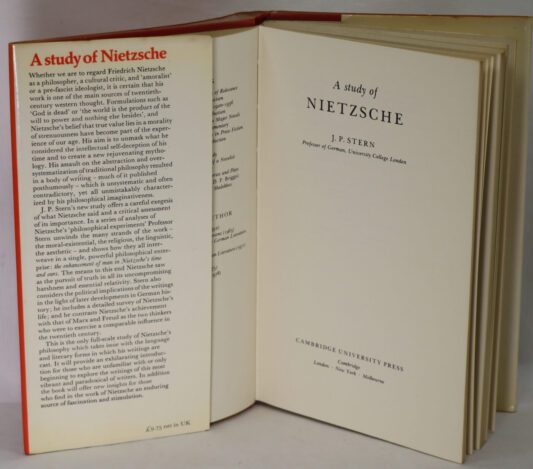 A study of Nietzsche
Whether we are to regard Friedrich Nietzsche
as a philosopher, a cultural critic, and 'amoralist'
or a pre-fascist ideologist, it is certain that his
work is one of the main sources of twentieth-
century western thought. Formulations such as
'God is dead' or 'the world is the product of the
will to power and nothing else besides', and
Nietzsche's belief that true value lies in a morality
of strenuousness have become part of the exper-
ience of our age. His aim is to unmask what he
considered the intellectual self-deception of his
time and to create a new rejuvenating mytho-
logy. His assault on the abstraction and over-
systematization of traditional philosophy resulted
in a body of writing – much of it published
posthumously – which is unsystematic and often
contradictory, yet all unmistakably character-
ized by his philosophical imaginativeness.
J. P. Stern's new study offers a careful exegesis
of what Nietzsche said and a critical assessment
of its importance. In a series of analyses of
Nietzsche's 'philosophical experiments' Professor
Stern unwinds the many strands of the work –
the moral-existential, the religious, the linguistic,
the aesthetic – and shows how they all inter-
weave in a single, powerful philosophical enter-
prise: the enhancement of man in Nietzsche's time
and ours. The means to this end Nietzsche saw
as the pursuit of truth in all its uncompromising
harshness and essential relativity. Stern also
considers the political implications of the writings
in the light of later developments in German his-
tory; he includes a detailed survey of Nietzsche's
life; and he contrasts Nietzsche's achievement
with that of Marx and Freud as the two thinkers
who were to exercise a comparable influence in
the twentieth century.
This is the only full-scale study of Nietzsche's
philosophy which takes issue with the language
and literary forms in which his writings are
cast. It will provide an exhilarating introduc-
tion for those who are unfamiliar with or only
beginning to explore the writings of this most
vibrant and paradoxical of writers. In addition
the book will offer new insights for those
who find in the work of Nietzsche an enduring
source of fascination and stimulation.
£9.75 net in UK
A study of
NIETZSCHE
J. P. STERN
Professor of German, University College London
CAMBRIDGE UNIVERSITY PRESS
Cambridge
London – New York – Melbourne